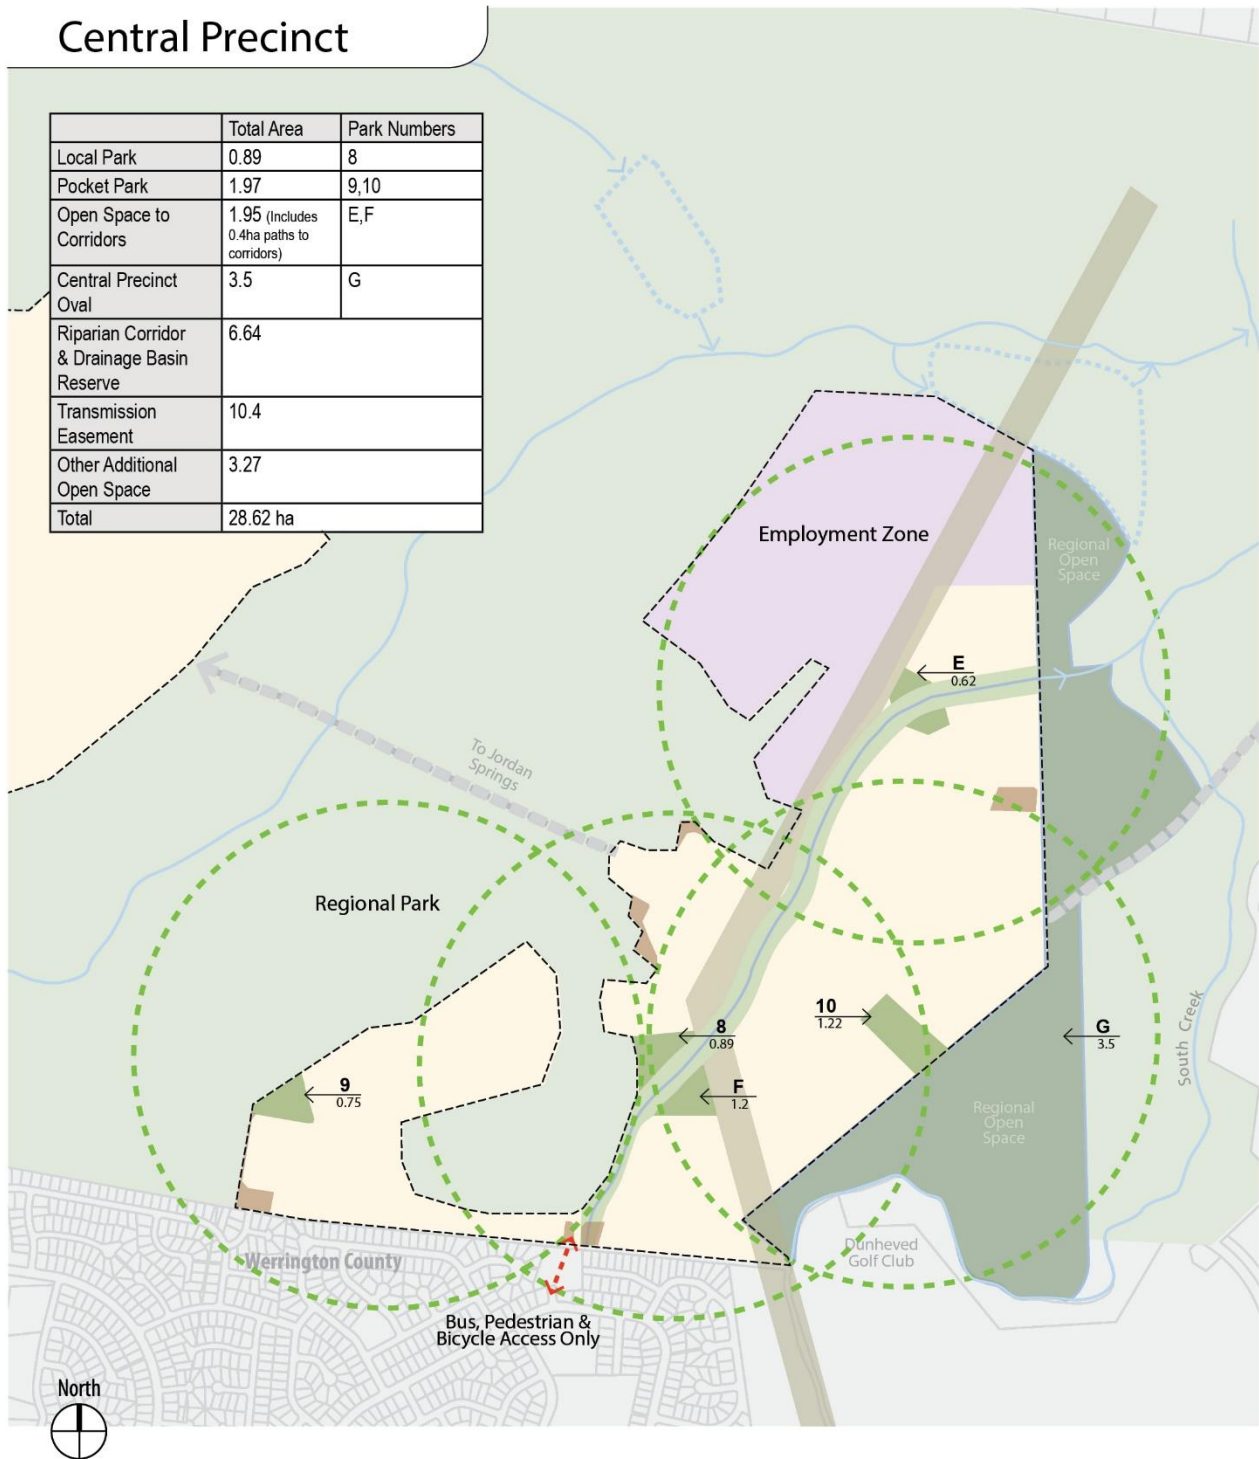 Central Precinct
Total Area Park Numbers
Local Park 0.89 8
Pocket Park 1.97 9,10
Open Space to 1.95 (Includes E,F
Corridors 0.4ha paths to
corridors)
Central Precinct 3.5 G
Oval
Riparian Corridor 6.64
& Drainage Basin
Reserve
Transmission 10.4
Easement
Other Additional 3.27
Open Space
Total 28.62 ha
Employment Zone
Regional
Open
Space
E
0.62
To Jordan
Springs
Regional Park
10
1.22
8
0.89
G
3.5
South Creek
9
0.75
F
1.2
Regional
Open
Space
Werrington County
Dunheved
Golf Club
Bus, Pedestrian &
Bicycle Access Only
North